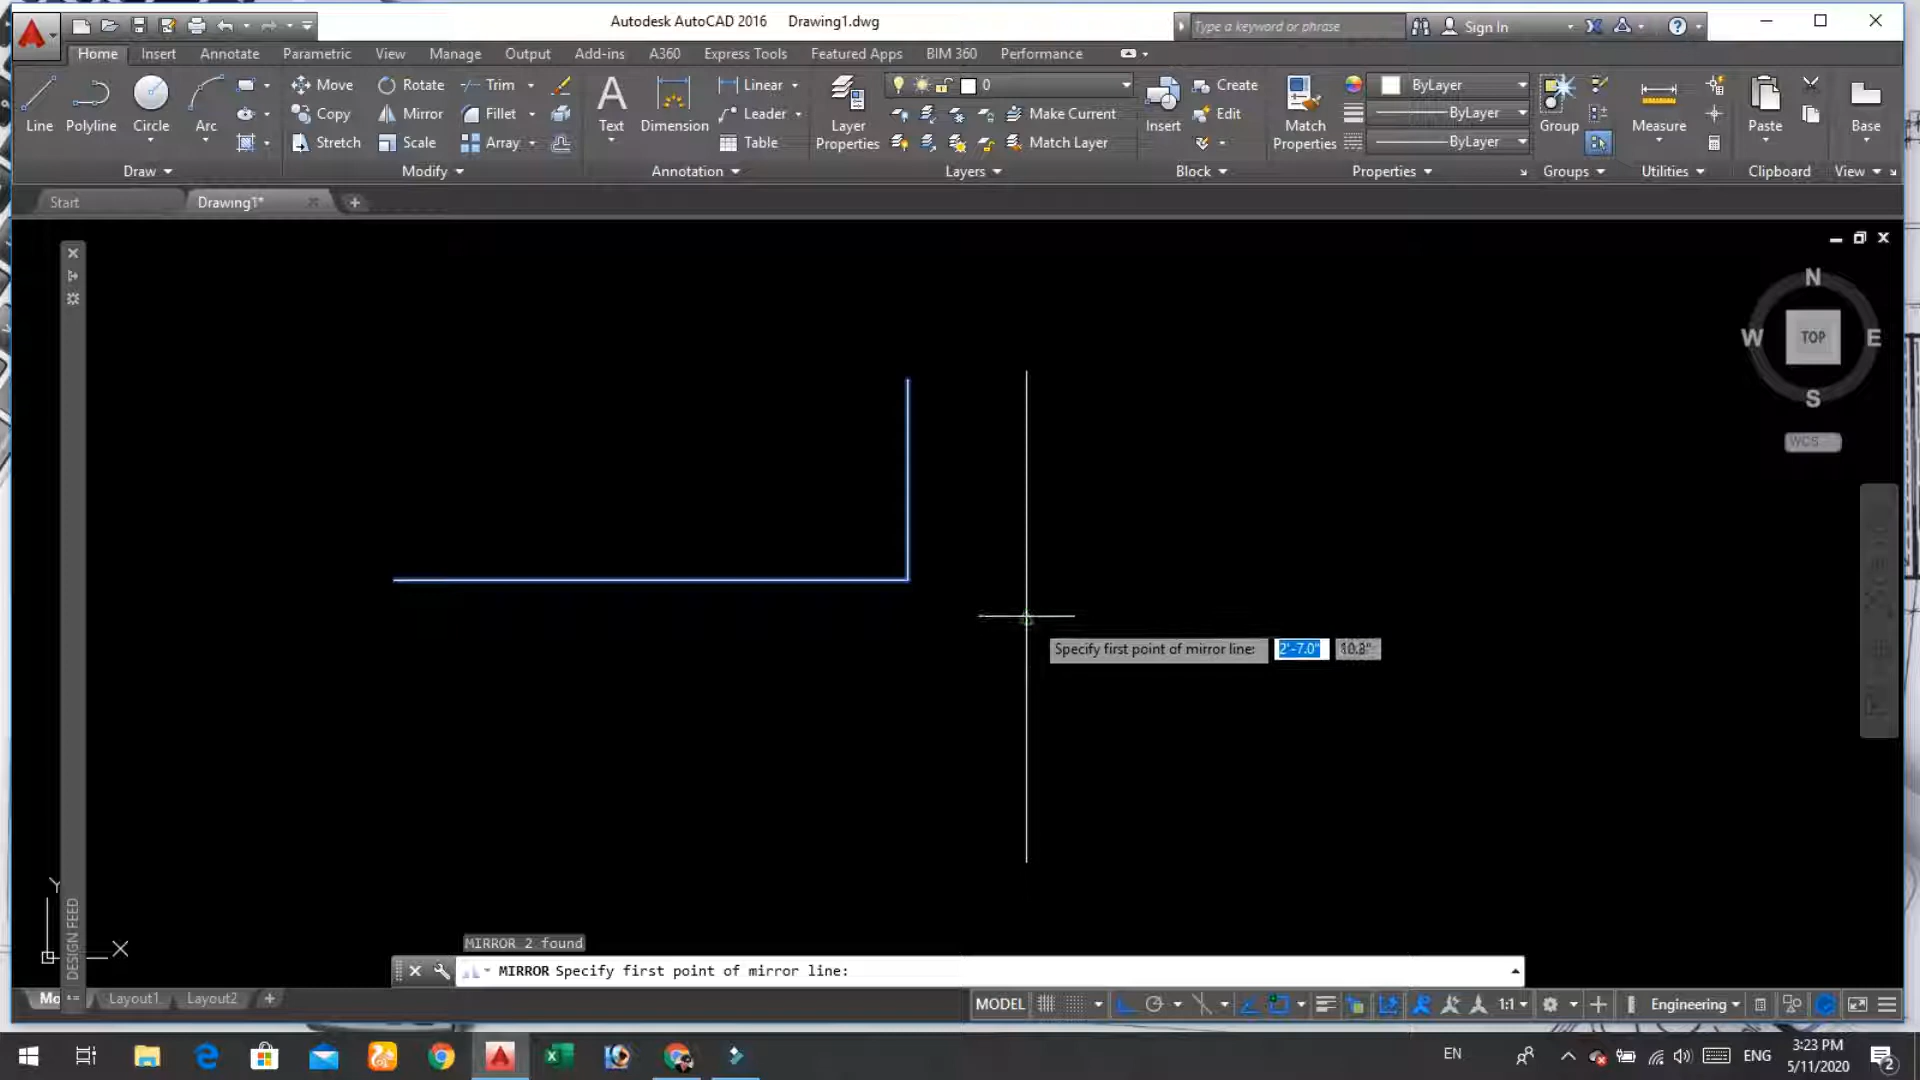 Autodesk AutoCAD 2016 Drawing1.dwg
Type a keyword or phrase
Sign In
Home Insert Annotate Parametric View Manage Output Add-ins A360 Express Tools Featured Apps BIM 360 Performance
Line Polyline Circle Arc
Move Rotate Trim
Copy Mirror Fillet
Stretch Scale Array
Text Dimension
Linear
Leader
Table
Layer Properties
0
Make Current
Match Layer
Insert
Create
Edit
Match Properties
ByLayer
ByLayer
ByLayer
Group
Measure
Paste
Base
Draw Modify Annotation Layers Block Properties Groups Utilities Clipboard View
Start Drawing1*
N
W TOP E
S
WCS
Specify first point of mirror line: 2'-7.0" 10.3"
Y
X
DESIGN FEED
MIRROR 2 found
MIRROR Specify first point of mirror line:
Mo Layout1 Layout2
MODEL 1:1 Engineering
EN ENG
3:23 PM
5/11/2020
2